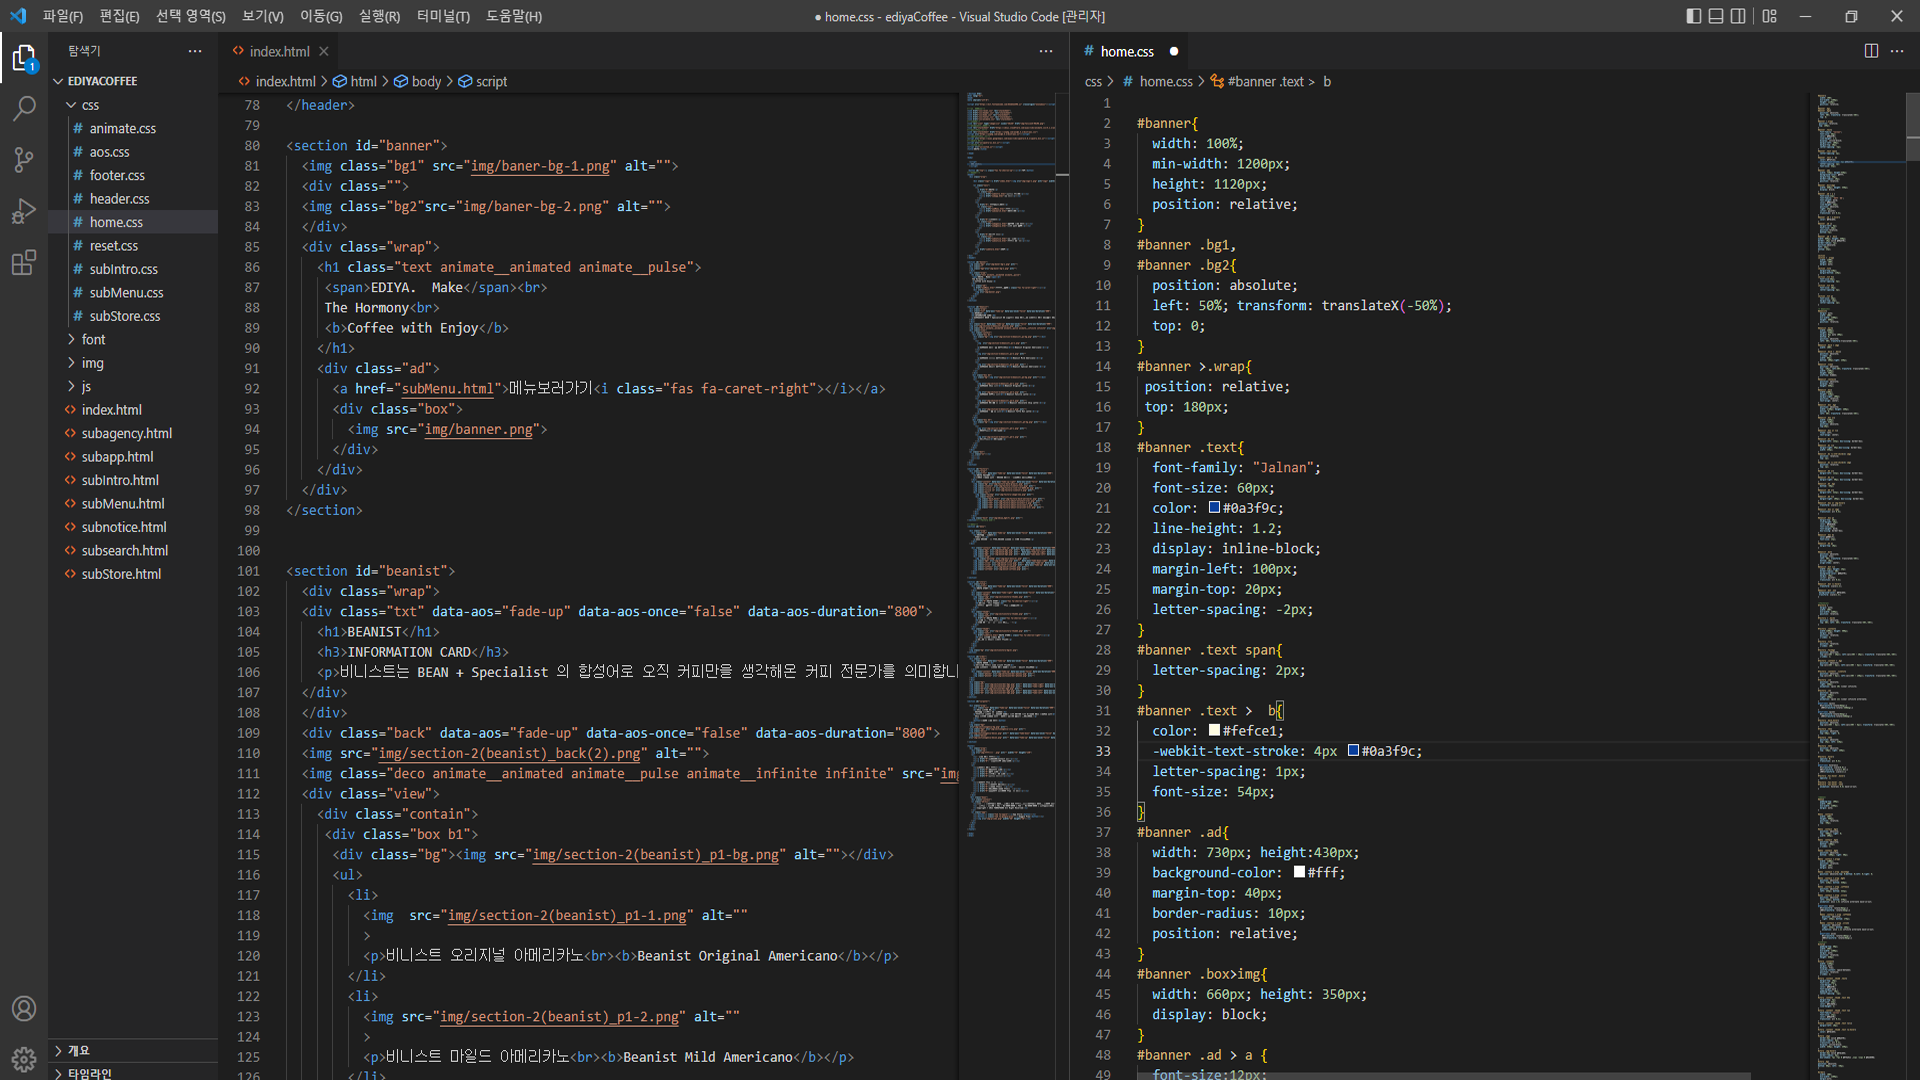 파일(F) 편집(E) 선택 영역(S) 보기(V) 이동(G) 실행(R) 터미널(T) 도움말(H)
● home.css - ediyaCoffee - Visual Studio Code [관리자]
탐색기
1
EDIYACOFFEE
css
# animate.css
# aos.css
# footer.css
# header.css
# home.css
# reset.css
# subIntro.css
# subMenu.css
# subStore.css
font
img
js
index.html
subagency.html
subapp.html
subIntro.html
subMenu.html
subnotice.html
subsearch.html
subStore.html
개요
타임라인
index.html
index.html > html > body > script
78 </header>
79
80 <section id="banner">
81 <img class="bg1" src="img/baner-bg-1.png" alt="">
82 <div class="">
83 <img class="bg2"src="img/baner-bg-2.png" alt="">
84 </div>
85 <div class="wrap">
86 <h1 class="text animate__animated animate__pulse">
87 <span>EDIYA.  Make</span><br>
88 The Hormony<br>
89 <b>Coffee with Enjoy</b>
90 </h1>
91 <div class="ad">
92 <a href="subMenu.html">메뉴보러가기<i class="fas fa-caret-right"></i></a>
93 <div class="box">
94 <img src="img/banner.png">
95 </div>
96 </div>
97 </div>
98 </section>
99
100
101 <section id="beanist">
102 <div class="wrap">
103 <div class="txt" data-aos="fade-up" data-aos-once="false" data-aos-duration="800">
104 <h1>BEANIST</h1>
105 <h3>INFORMATION CARD</h3>
106 <p>비니스트는 BEAN + Specialist 의 합성어로 오직 커피만을 생각해온 커피 전문가를 의미합니
107 </div>
108 </div>
109 <div class="back" data-aos="fade-up" data-aos-once="false" data-aos-duration="800">
110 <img src="img/section-2(beanist)_back(2).png" alt="">
111 <img class="deco animate__animated animate__pulse animate__infinite infinite" src="img
112 <div class="view">
113 <div class="contain">
114 <div class="box b1">
115 <div class="bg"><img src="img/section-2(beanist)_p1-bg.png" alt=""></div>
116 <ul>
117 <li>
118 <img  src="img/section-2(beanist)_p1-1.png" alt=""
119 >
120 <p>비니스트 오리지널 아메리카노<br><b>Beanist Original Americano</b></p>
121 </li>
122 <li>
123 <img src="img/section-2(beanist)_p1-2.png" alt=""
124 >
125 <p>비니스트 마일드 아메리카노<br><b>Beanist Mild Americano</b></p>
126 </li>
# home.css ●
css > # home.css > #banner .text > b
1
2 #banner{
3 width: 100%;
4 min-width: 1200px;
5 height: 1120px;
6 position: relative;
7 }
8 #banner .bg1,
9 #banner .bg2{
10 position: absolute;
11 left: 50%; transform: translateX(-50%);
12 top: 0;
13 }
14 #banner >.wrap{
15 position: relative;
16 top: 180px;
17 }
18 #banner .text{
19 font-family: "Jalnan";
20 font-size: 60px;
21 color: #0a3f9c;
22 line-height: 1.2;
23 display: inline-block;
24 margin-left: 100px;
25 margin-top: 20px;
26 letter-spacing: -2px;
27 }
28 #banner .text span{
29 letter-spacing: 2px;
30 }
31 #banner .text >  b{
32 color: #fefce1;
33 -webkit-text-stroke: 4px #0a3f9c;
34 letter-spacing: 1px;
35 font-size: 54px;
36 }
37 #banner .ad{
38 width: 730px; height:430px;
39 background-color: #fff;
40 margin-top: 40px;
41 border-radius: 10px;
42 position: relative;
43 }
44 #banner .box>img{
45 width: 660px; height: 350px;
46 display: block;
47 }
48 #banner .ad > a {
49 font-size:12px;